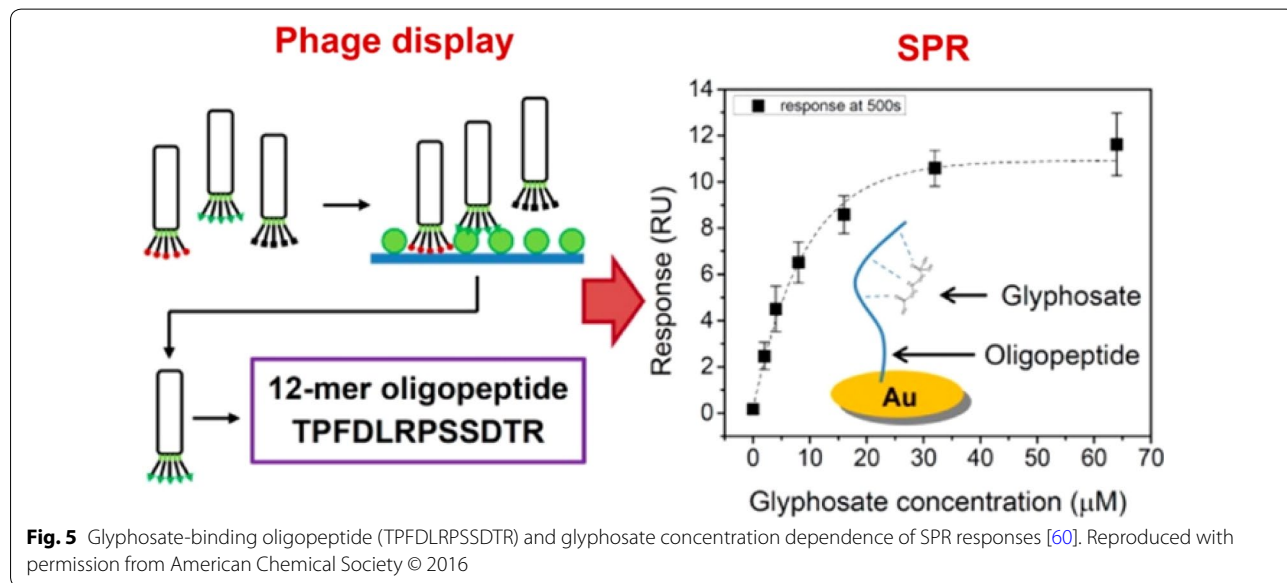 Phage display
SPR
12-mer oligopeptide
TPFDLRPSSDTR
Response (RU)
14
12
10
8
6
4
2
0
response at 500s
Glyphosate
Oligopeptide
Au
0 10 20 30 40 50 60 70
Glyphosate concentration (μM)
Fig. 5 Glyphosate-binding oligopeptide (TPFDLRPSSDTR) and glyphosate concentration dependence of SPR responses [60]. Reproduced with
permission from American Chemical Society © 2016